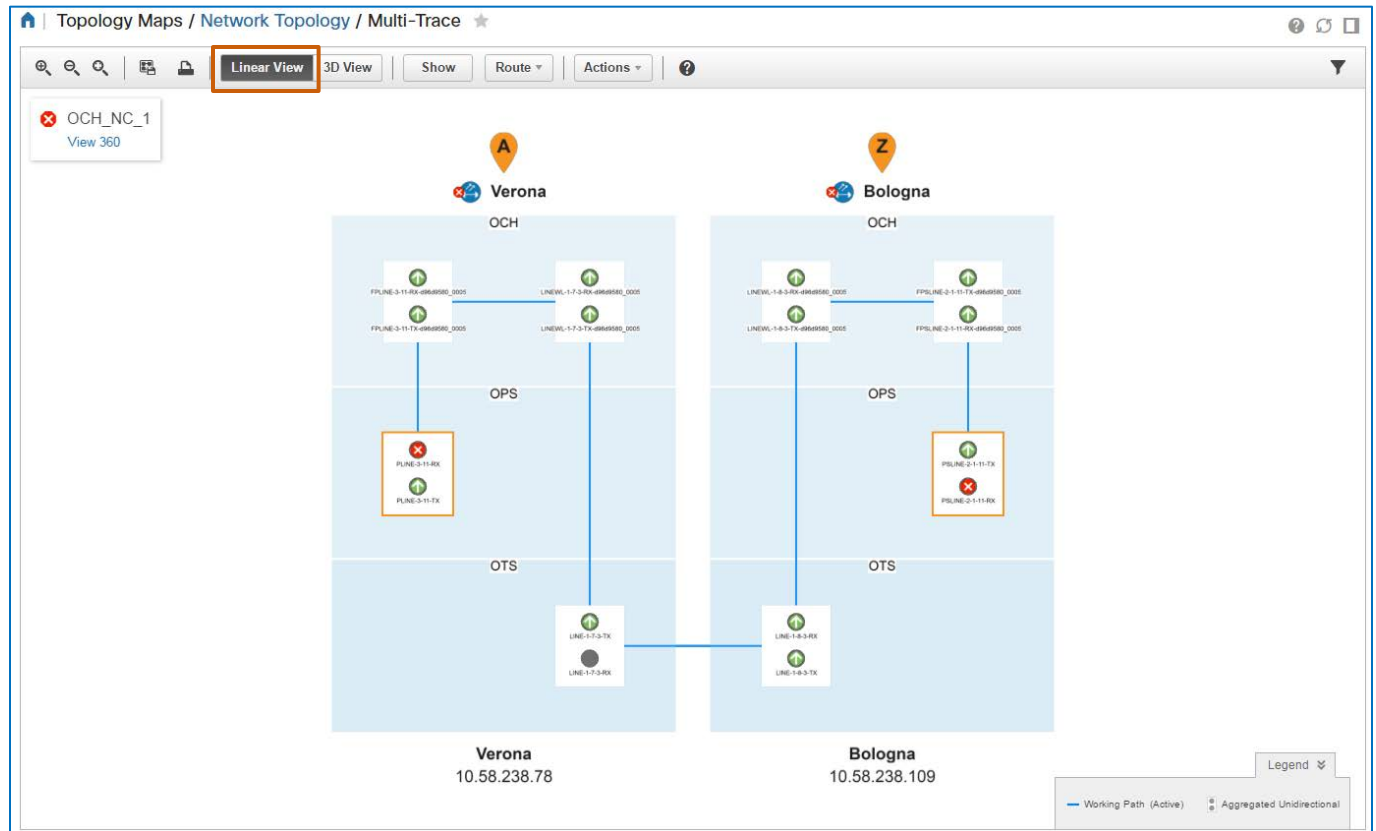 Topology Maps / Network Topology / Multi-Trace
Linear View 3D View Show Route Actions
OCH_NC_1
View 360
A Z
Verona Bologna
OCH OCH
FPLINE-3-11-RX-d96d9580_0005 LINEWL-1-7-3-RX-d96d9580_0005 LINEWL-1-8-3-RX-d96d9580_0005 FPSLINE-2-1-11-TX-d96d9580_0005
FPLINE-3-11-TX-d96d9580_0005 LINEWL-1-7-3-TX-d96d9580_0005 LINEWL-1-8-3-TX-d96d9580_0005 FPSLINE-2-1-11-RX-d96d9580_0005
OPS OPS
PLINE-3-11-RX PSLINE-2-1-11-TX
PLINE-3-11-TX PSLINE-2-1-11-RX
OTS OTS
LINE-1-7-3-TX LINE-1-8-3-RX
LINE-1-7-3-RX LINE-1-8-3-TX
Verona Bologna
10.58.238.78 10.58.238.109
Legend
Working Path (Active) Aggregated Unidirectional